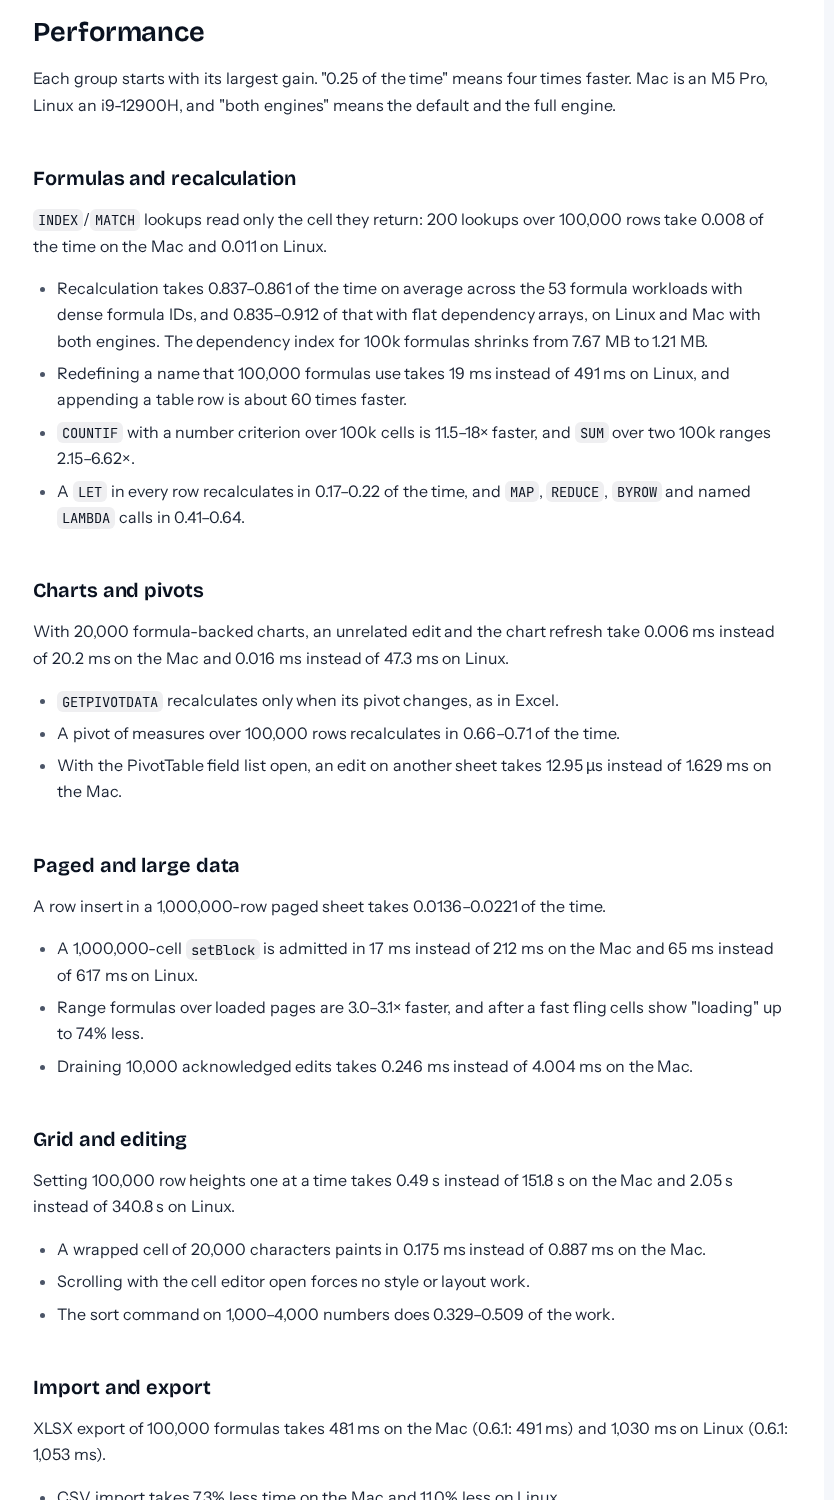 Performance
Each group starts with its largest gain. "0.25 of the time" means four times faster. Mac is an M5 Pro,
Linux an i9-12900H, and "both engines" means the default and the full engine.
Formulas and recalculation
INDEX / MATCH lookups read only the cell they return: 200 lookups over 100,000 rows take 0.008 of
the time on the Mac and 0.011 on Linux.
• Recalculation takes 0.837–0.861 of the time on average across the 53 formula workloads with
dense formula IDs, and 0.835–0.912 of that with flat dependency arrays, on Linux and Mac with
both engines. The dependency index for 100k formulas shrinks from 7.67 MB to 1.21 MB.
• Redefining a name that 100,000 formulas use takes 19 ms instead of 491 ms on Linux, and
appending a table row is about 60 times faster.
• COUNTIF with a number criterion over 100k cells is 11.5–18× faster, and SUM over two 100k ranges
2.15–6.62×.
• A LET in every row recalculates in 0.17–0.22 of the time, and MAP, REDUCE, BYROW and named
LAMBDA calls in 0.41–0.64.
Charts and pivots
With 20,000 formula-backed charts, an unrelated edit and the chart refresh take 0.006 ms instead
of 20.2 ms on the Mac and 0.016 ms instead of 47.3 ms on Linux.
• GETPIVOTDATA recalculates only when its pivot changes, as in Excel.
• A pivot of measures over 100,000 rows recalculates in 0.66–0.71 of the time.
• With the PivotTable field list open, an edit on another sheet takes 12.95 µs instead of 1.629 ms on
the Mac.
Paged and large data
A row insert in a 1,000,000-row paged sheet takes 0.0136–0.0221 of the time.
• A 1,000,000-cell setBlock is admitted in 17 ms instead of 212 ms on the Mac and 65 ms instead
of 617 ms on Linux.
• Range formulas over loaded pages are 3.0–3.1× faster, and after a fast fling cells show "loading" up
to 74% less.
• Draining 10,000 acknowledged edits takes 0.246 ms instead of 4.004 ms on the Mac.
Grid and editing
Setting 100,000 row heights one at a time takes 0.49 s instead of 151.8 s on the Mac and 2.05 s
instead of 340.8 s on Linux.
• A wrapped cell of 20,000 characters paints in 0.175 ms instead of 0.887 ms on the Mac.
• Scrolling with the cell editor open forces no style or layout work.
• The sort command on 1,000–4,000 numbers does 0.329–0.509 of the work.
Import and export
XLSX export of 100,000 formulas takes 481 ms on the Mac (0.6.1: 491 ms) and 1,030 ms on Linux (0.6.1:
1,053 ms).
• CSV import takes 7.3% less time on the Mac and 11.0% less on Linux.